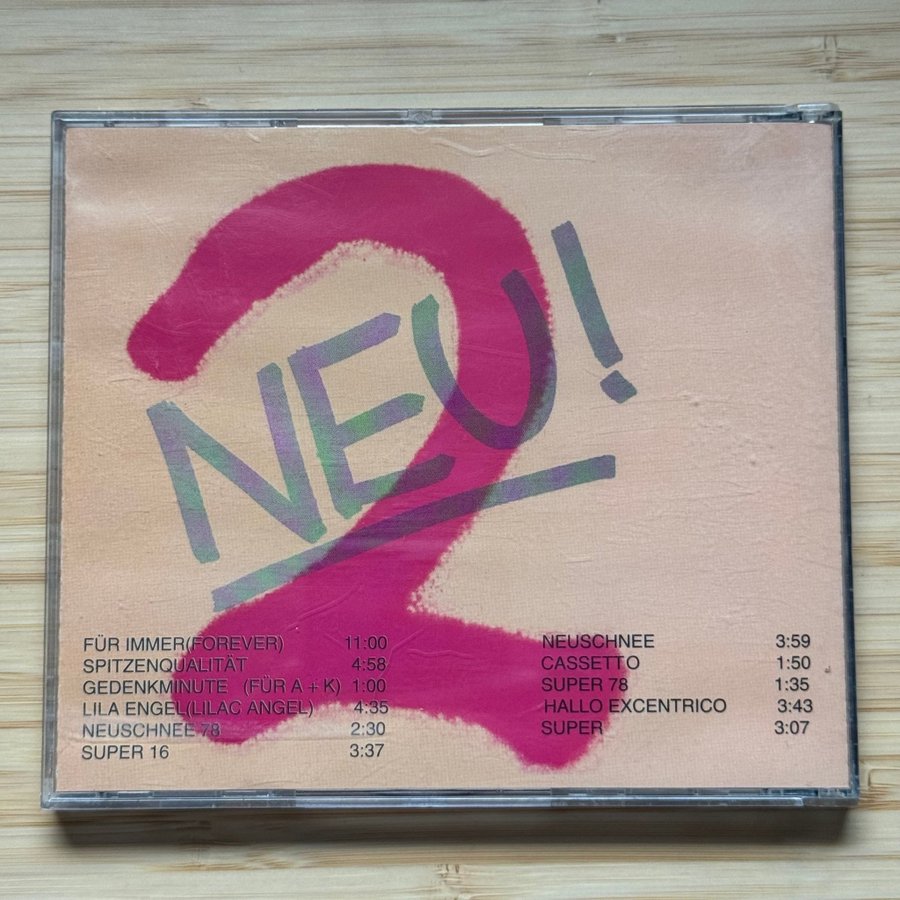 2
NEU!
FÜR IMMER(FOREVER) 11:00
SPITZENQUALITÄT 4:58
GEDENKMINUTE (FÜR A + K) 1:00
LILA ENGEL(LILAC ANGEL) 4:35
NEUSCHNEE 78 2:30
SUPER 16 3:37
NEUSCHNEE 3:59
CASSETTO 1:50
SUPER 78 1:35
HALLO EXCENTRICO 3:43
SUPER 3:07